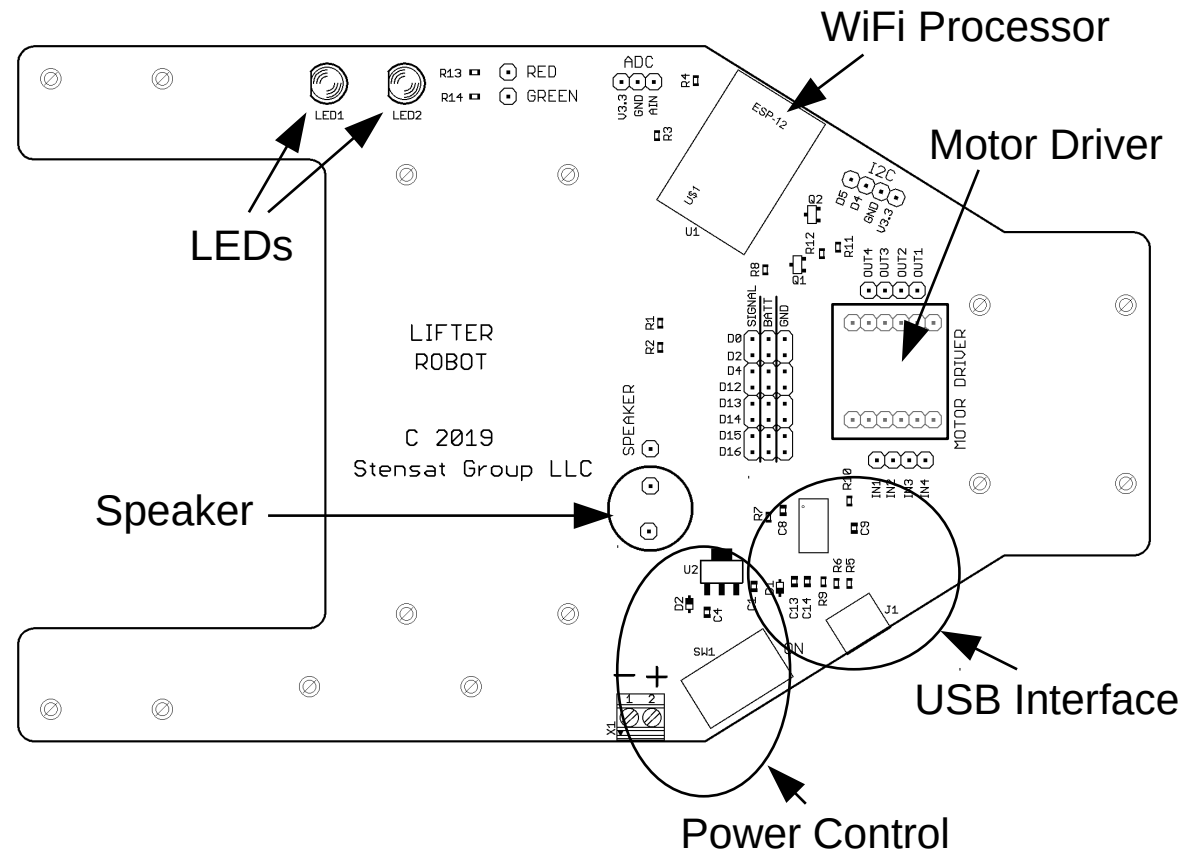 WiFi Processor
Motor Driver
LEDs
Speaker
USB Interface
Power Control
LED1
LED2
R13
R14
RED
GREEN
ADC
V3.3
GND
AIN
R4
R3
ESP-12
U$1
U1
I2C
D5
D4
GND
V3.3
Q2
R12
R11
R8
Q1
OUT4
OUT3
OUT2
OUT1
SIGNAL
BATT
GND
D0
D2
D4
D12
D13
D14
D15
D16
MOTOR DRIVER
IN1
IN2
IN3
IN4
R1
R2
LIFTER
ROBOT
C 2019
Stensat Group LLC
SPEAKER
R10
R7
C8
C9
U2
D2
C4
C1
D1
C13
C14
R9
R6
R5
J1
SW1
ON
− +
1 2
X1